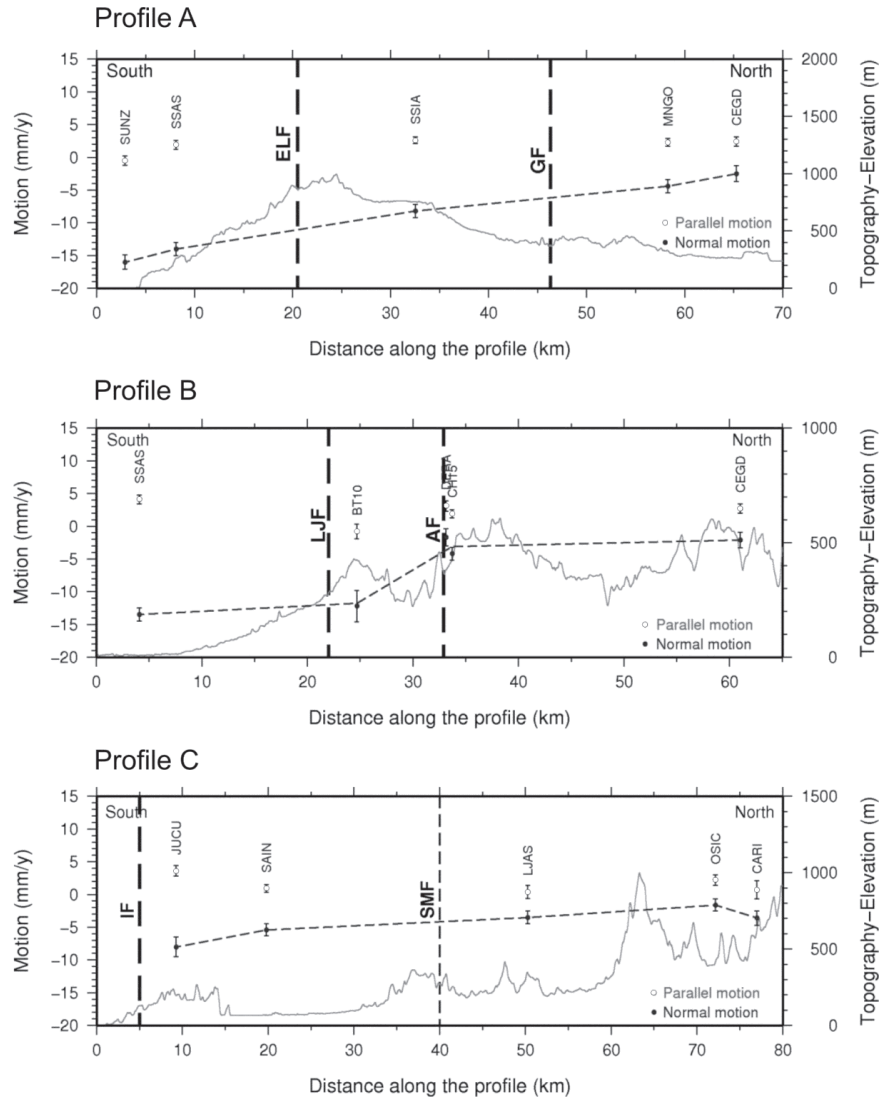 Profile A
15
10
5
0
−5
−10
−15
−20
Motion (mm/y)
South
North
SUNZ
SSAS
ELF
SSIA
GF
MNGO
CEGD
Parallel motion
Normal motion
2000
1500
1000
500
0
Topography−Elevation (m)
0 10 20 30 40 50 60 70
Distance along the profile (km)
Profile B
15
10
5
0
−5
−10
−15
−20
Motion (mm/y)
South
North
SSAS
LJF
BT10
AF
CHT5
CEGD
Parallel motion
Normal motion
1000
500
0
Topography−Elevation (m)
0 10 20 30 40 50 60
Distance along the profile (km)
Profile C
15
10
5
0
−5
−10
−15
−20
Motion (mm/y)
South
North
IF
JUCU
SAIN
SMF
LJAS
OSIC
CARI
Parallel motion
Normal motion
1500
1000
500
0
Topography−Elevation (m)
0 10 20 30 40 50 60 70 80
Distance along the profile (km)